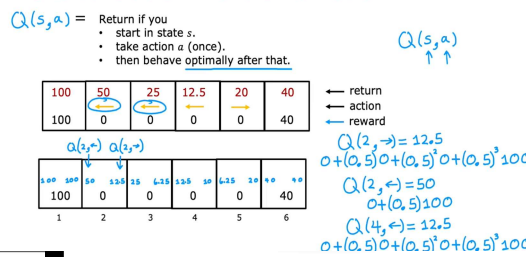 Q(s,a) = Return if you
• start in state s.
• take action a (once).
• then behave optimally after that.
Q(s,a)
↑ ↑
100 50 25 12.5 20 40 ← return
← ← ← → ← action
100 0 0 0 0 40 ← reward
Q(2,←) Q(2,→)
100 100 50 12.5 25 6.25 12.5 10 6.25 20 40 40
100 0 0 0 0 40
1 2 3 4 5 6
Q(2,→) = 12.5
0+(0.5)0+(0.5)²0+(0.5)³100
Q(2,←) = 50
0+(0.5)100
Q(4,←) = 12.5
0+(0.5)0+(0.5)²0+(0.5)³100